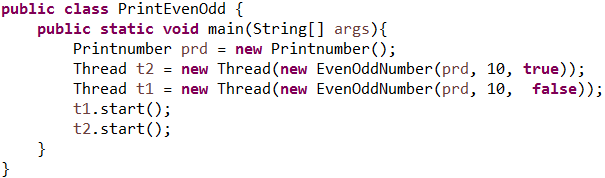 public class PrintEvenOdd {
    public static void main(String[] args){
        Printnumber prd = new Printnumber();
        Thread t2 = new Thread(new EvenOddNumber(prd, 10, true));
        Thread t1 = new Thread(new EvenOddNumber(prd, 10,  false));
        t1.start();
        t2.start();
    }
}